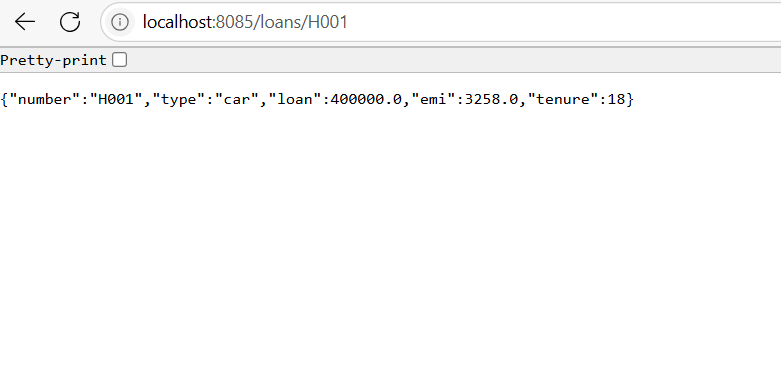 localhost:8085/loans/H001
Pretty-print
{"number":"H001","type":"car","loan":400000.0,"emi":3258.0,"tenure":18}